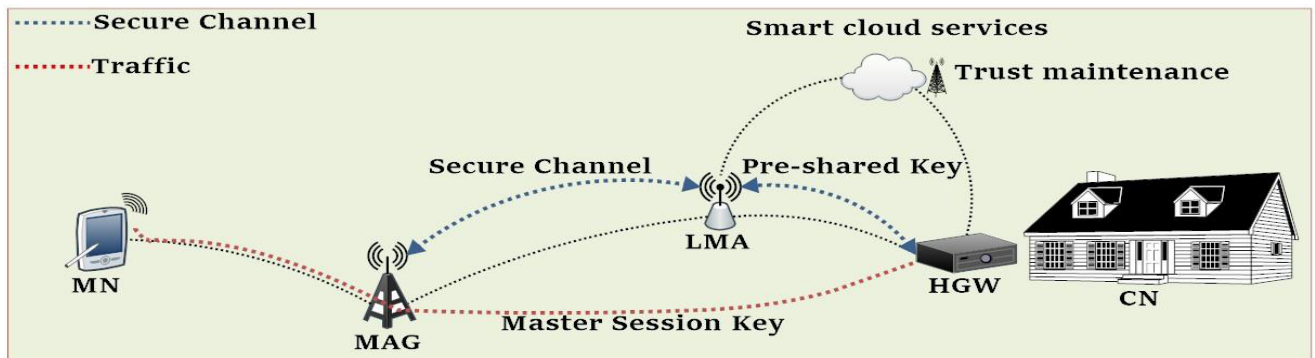 Secure Channel
Smart cloud services
Traffic
Trust maintenance
Secure Channel
Pre-shared Key
LMA
MN
HGW
CN
Master Session Key
MAG